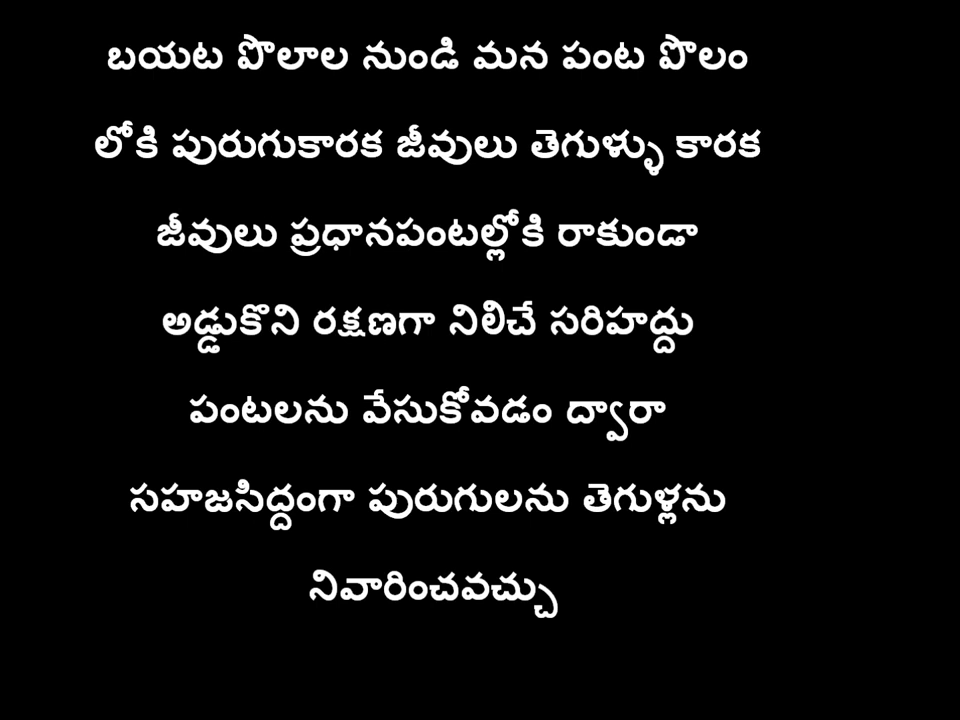 బయట పొలాల నుండి మన పంట పొలం
లోకి పురుగుకారక జీవులు తెగుళ్ళు కారక
జీవులు ప్రధానపంటల్లోకి రాకుండా
అడ్డుకొని రక్షణగా నిలిచే సరిహద్దు
పంటలను వేసుకోవడం ద్వారా
సహజసిద్దంగా పురుగులను తెగుళ్లను
నివారించవచ్చు